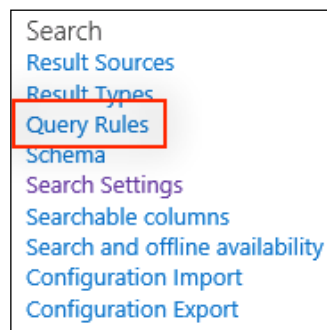 Search
Result Sources
Result Types
Query Rules
Schema
Search Settings
Searchable columns
Search and offline availability
Configuration Import
Configuration Export